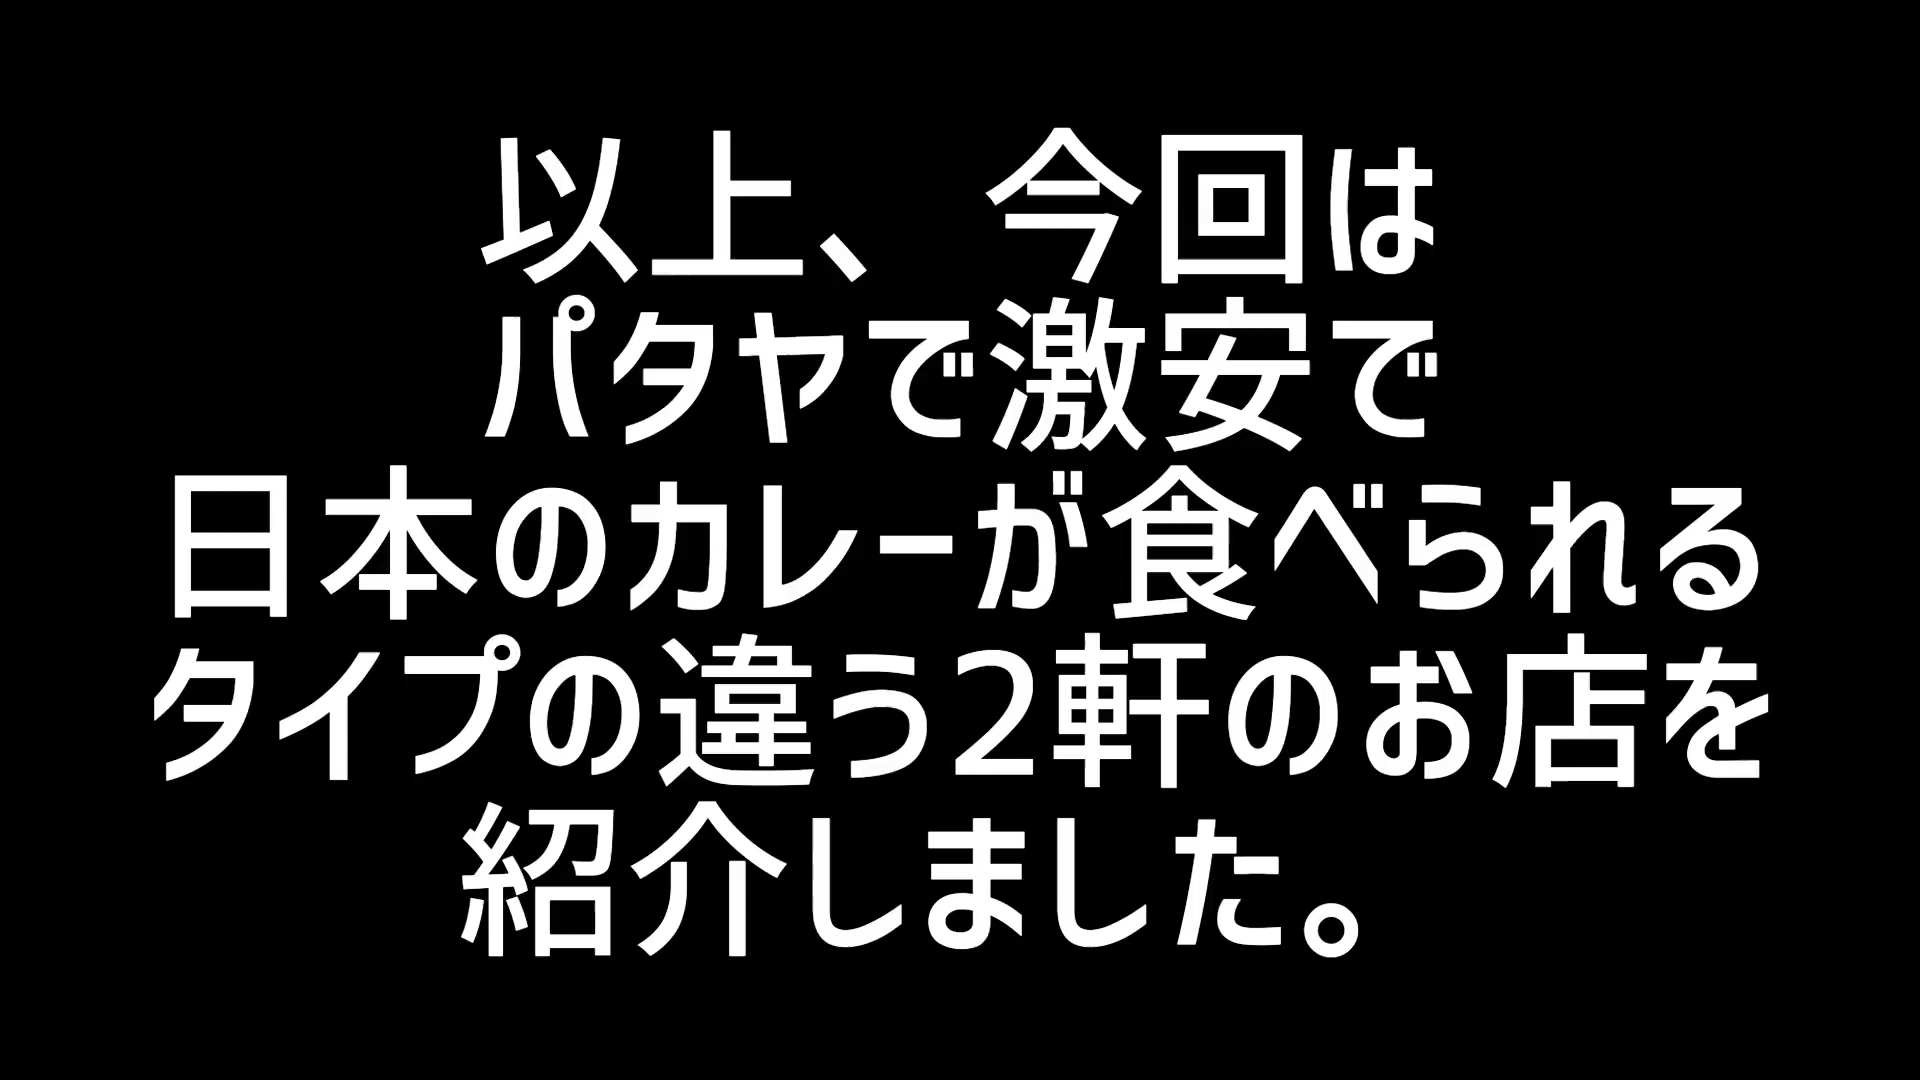 以上、今回は
パタヤで激安で
日本のカレーが食べられる
タイプの違う2軒のお店を
紹介しました。